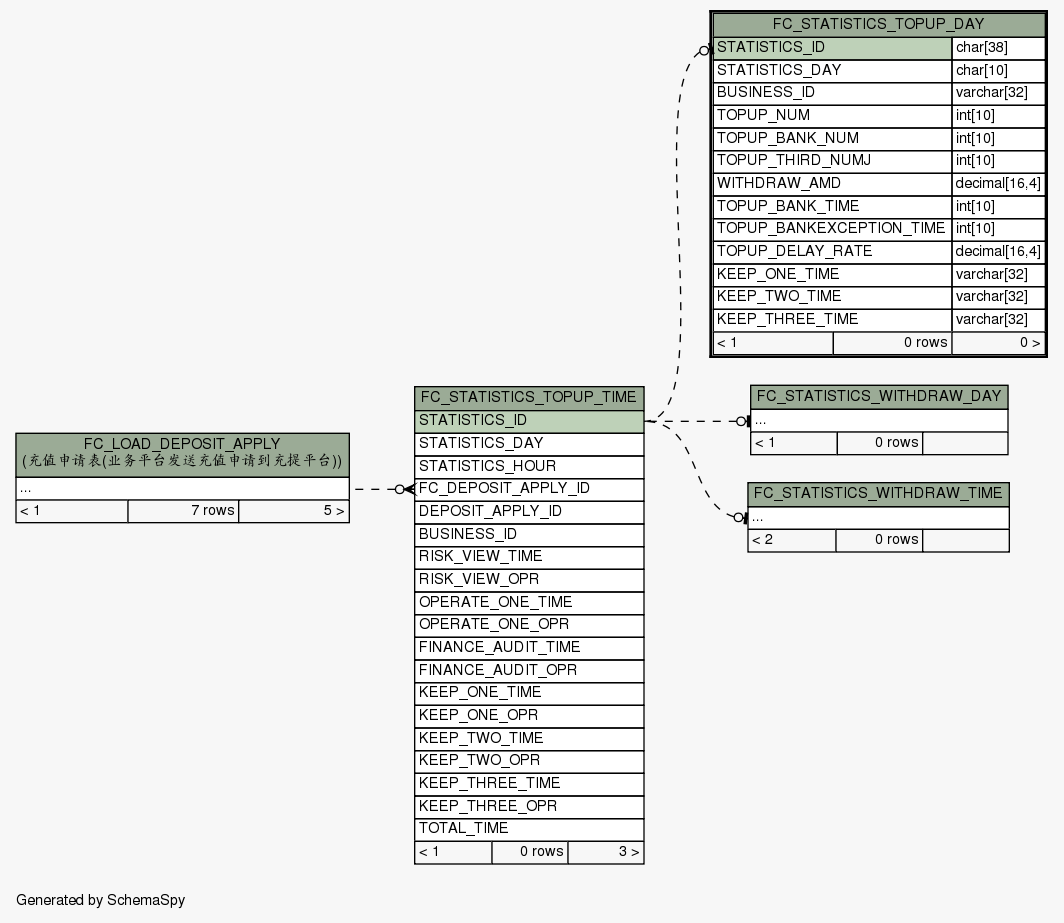 FC_STATISTICS_TOPUP_DAY
STATISTICS_ID char[38]
STATISTICS_DAY char[10]
BUSINESS_ID varchar[32]
TOPUP_NUM int[10]
TOPUP_BANK_NUM int[10]
TOPUP_THIRD_NUMJ int[10]
WITHDRAW_AMD decimal[16,4]
TOPUP_BANK_TIME int[10]
TOPUP_BANKEXCEPTION_TIME int[10]
TOPUP_DELAY_RATE decimal[16,4]
KEEP_ONE_TIME varchar[32]
KEEP_TWO_TIME varchar[32]
KEEP_THREE_TIME varchar[32]
< 1 0 rows 0 >
FC_LOAD_DEPOSIT_APPLY
(充值申请表(业务平台发送充值申请到充提平台))
...
< 1 7 rows 5 >
FC_STATISTICS_TOPUP_TIME
STATISTICS_ID
STATISTICS_DAY
STATISTICS_HOUR
FC_DEPOSIT_APPLY_ID
DEPOSIT_APPLY_ID
BUSINESS_ID
RISK_VIEW_TIME
RISK_VIEW_OPR
OPERATE_ONE_TIME
OPERATE_ONE_OPR
FINANCE_AUDIT_TIME
FINANCE_AUDIT_OPR
KEEP_ONE_TIME
KEEP_ONE_OPR
KEEP_TWO_TIME
KEEP_TWO_OPR
KEEP_THREE_TIME
KEEP_THREE_OPR
TOTAL_TIME
< 1 0 rows 3 >
FC_STATISTICS_WITHDRAW_DAY
...
< 1 0 rows
FC_STATISTICS_WITHDRAW_TIME
...
< 2 0 rows
Generated by SchemaSpy